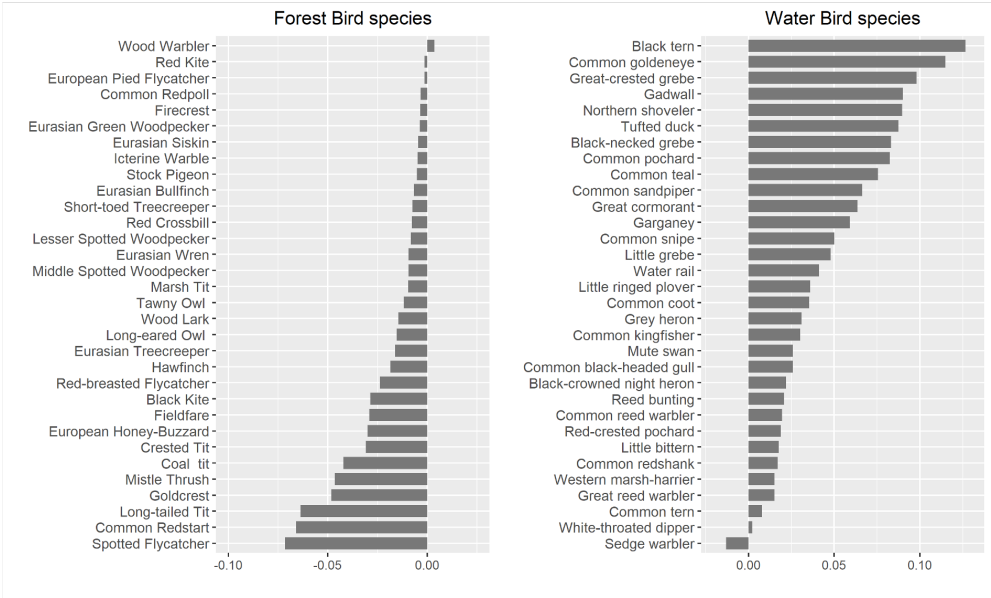 Forest Bird species
Wood Warbler
Red Kite
European Pied Flycatcher
Common Redpoll
Firecrest
Eurasian Green Woodpecker
Eurasian Siskin
Icterine Warble
Stock Pigeon
Eurasian Bullfinch
Short-toed Treecreeper
Red Crossbill
Lesser Spotted Woodpecker
Eurasian Wren
Middle Spotted Woodpecker
Marsh Tit
Tawny Owl
Wood Lark
Long-eared Owl
Eurasian Treecreeper
Hawfinch
Red-breasted Flycatcher
Black Kite
Fieldfare
European Honey-Buzzard
Crested Tit
Coal  tit
Mistle Thrush
Goldcrest
Long-tailed Tit
Common Redstart
Spotted Flycatcher
-0.10 -0.05 0.00
Water Bird species
Black tern
Common goldeneye
Great-crested grebe
Gadwall
Northern shoveler
Tufted duck
Black-necked grebe
Common pochard
Common teal
Common sandpiper
Great cormorant
Garganey
Common snipe
Little grebe
Water rail
Little ringed plover
Common coot
Grey heron
Common kingfisher
Mute swan
Common black-headed gull
Black-crowned night heron
Reed bunting
Common reed warbler
Red-crested pochard
Little bittern
Common redshank
Western marsh-harrier
Great reed warbler
Common tern
White-throated dipper
Sedge warbler
0.00 0.05 0.10